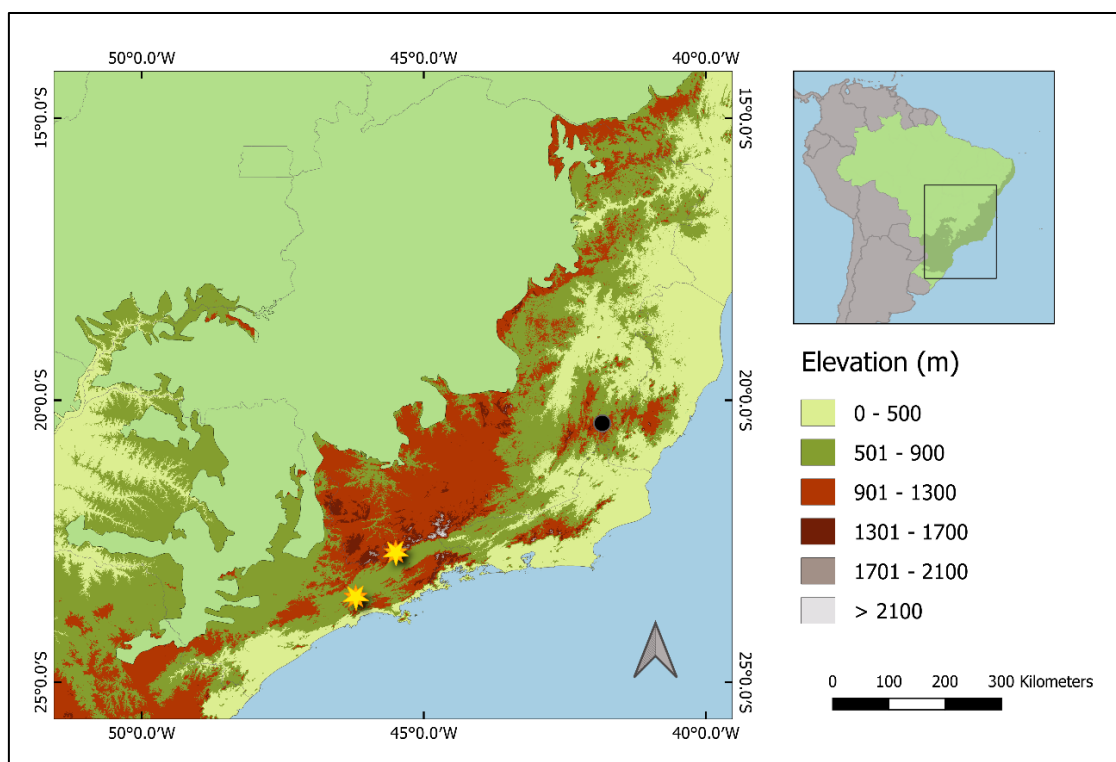 50°0.0'W 45°0.0'W 40°0.0'W
15°0.0'S 15°0.0'S
20°0.0'S 20°0.0'S
25°0.0'S 25°0.0'S
50°0.0'W 45°0.0'W 40°0.0'W
Elevation (m)
0 - 500
501 - 900
901 - 1300
1301 - 1700
1701 - 2100
> 2100
0 100 200 300 Kilometers